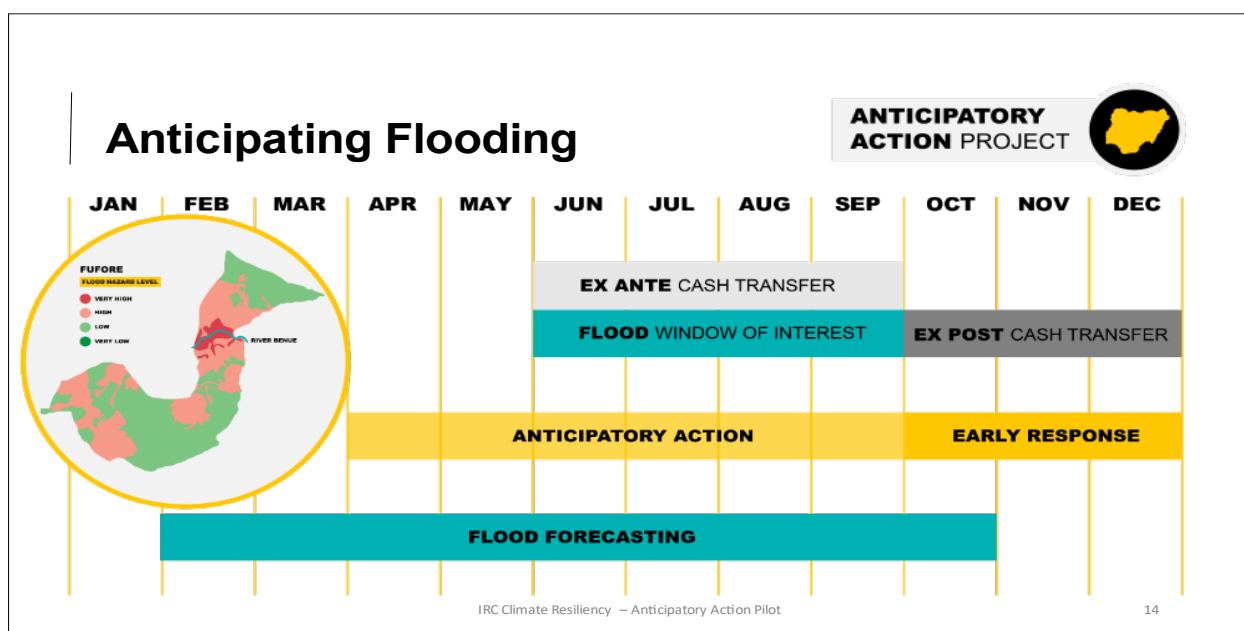 Anticipating Flooding
ANTICIPATORY
ACTION PROJECT
JAN FEB MAR APR MAY JUN JUL AUG SEP OCT NOV DEC
FUFORE
FLOOD HAZARD LEVEL
VERY HIGH
HIGH
LOW
VERY LOW
RIVER BENUE
EX ANTE CASH TRANSFER
FLOOD WINDOW OF INTEREST
EX POST CASH TRANSFER
ANTICIPATORY ACTION
EARLY RESPONSE
FLOOD FORECASTING
IRC Climate Resiliency – Anticipatory Action Pilot
14